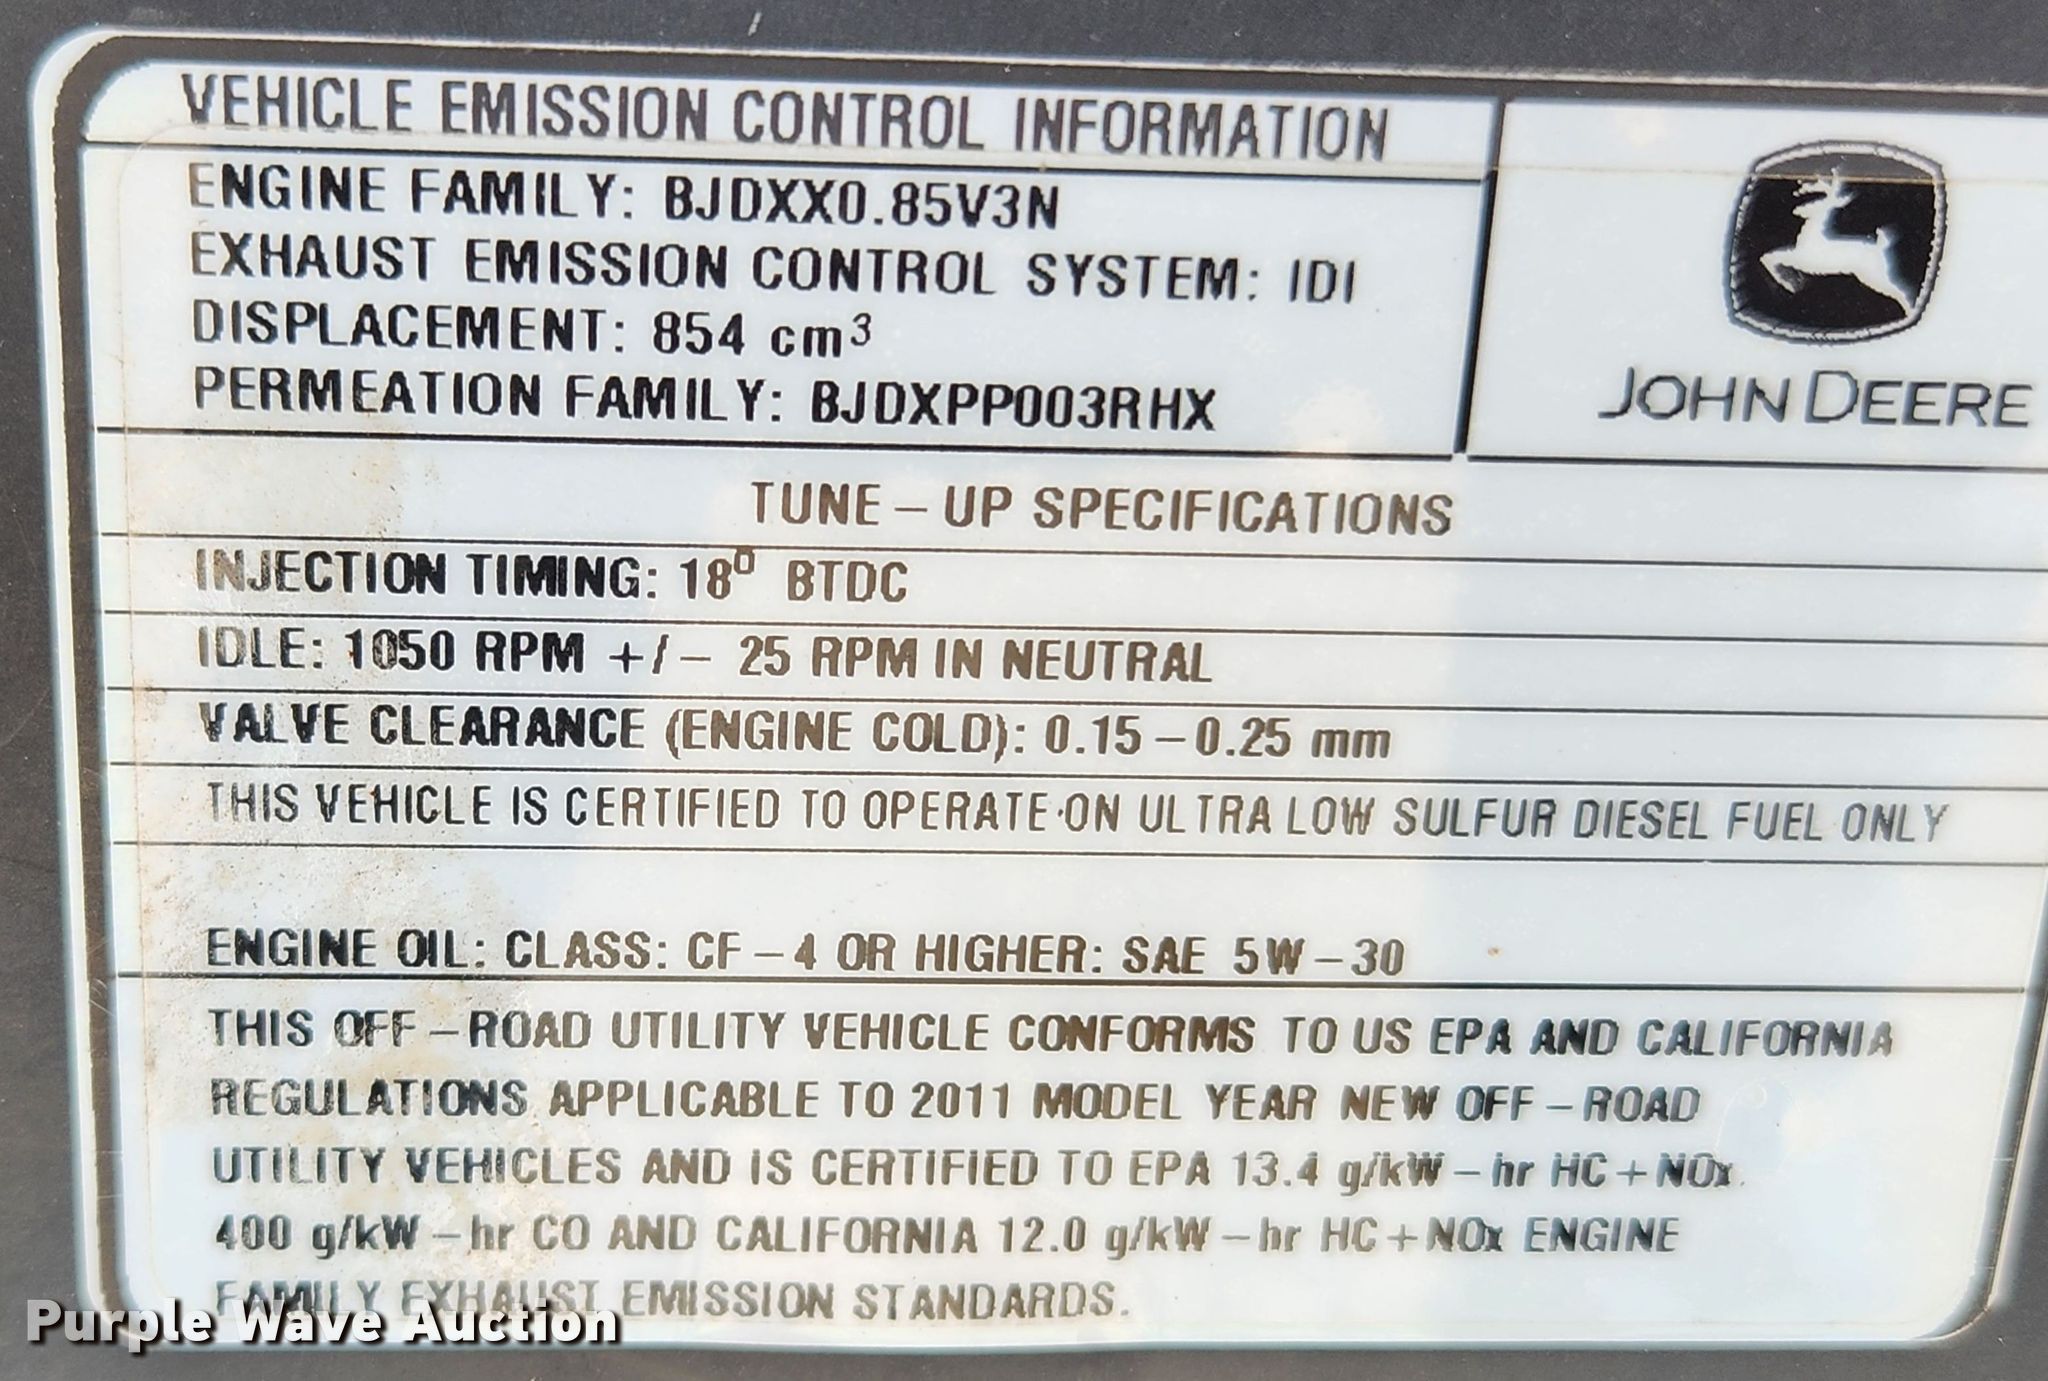 VEHICLE EMISSION CONTROL INFORMATION
ENGINE FAMILY: BJDXX0.85V3N
EXHAUST EMISSION CONTROL SYSTEM: IDI
DISPLACEMENT: 854 cm³
PERMEATION FAMILY: BJDXPP003RHX
JOHN DEERE
TUNE – UP SPECIFICATIONS
INJECTION TIMING: 18° BTDC
IDLE: 1050 RPM +/– 25 RPM IN NEUTRAL
VALVE CLEARANCE (ENGINE COLD): 0.15 – 0.25 mm
THIS VEHICLE IS CERTIFIED TO OPERATE ON ULTRA LOW SULFUR DIESEL FUEL ONLY
ENGINE OIL: CLASS: CF – 4 OR HIGHER: SAE 5W – 30
THIS OFF – ROAD UTILITY VEHICLE CONFORMS TO US EPA AND CALIFORNIA
REGULATIONS APPLICABLE TO 2011 MODEL YEAR NEW OFF – ROAD
UTILITY VEHICLES AND IS CERTIFIED TO EPA 13.4 g/kW – hr HC + NOx.
400 g/kW – hr CO AND CALIFORNIA 12.0 g/kW – hr HC + NOx ENGINE
FAMILY EXHAUST EMISSION STANDARDS.
Purple Wave Auction